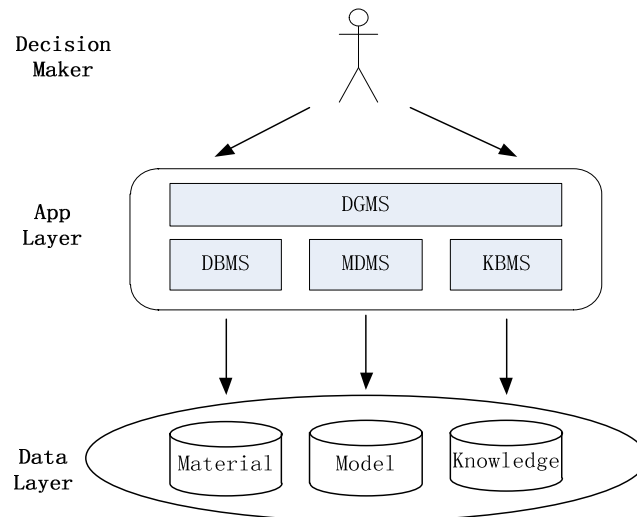 Decision
Maker
App
Layer
DGMS
DBMS
MDMS
KBMS
Data
Layer
Material
Model
Knowledge